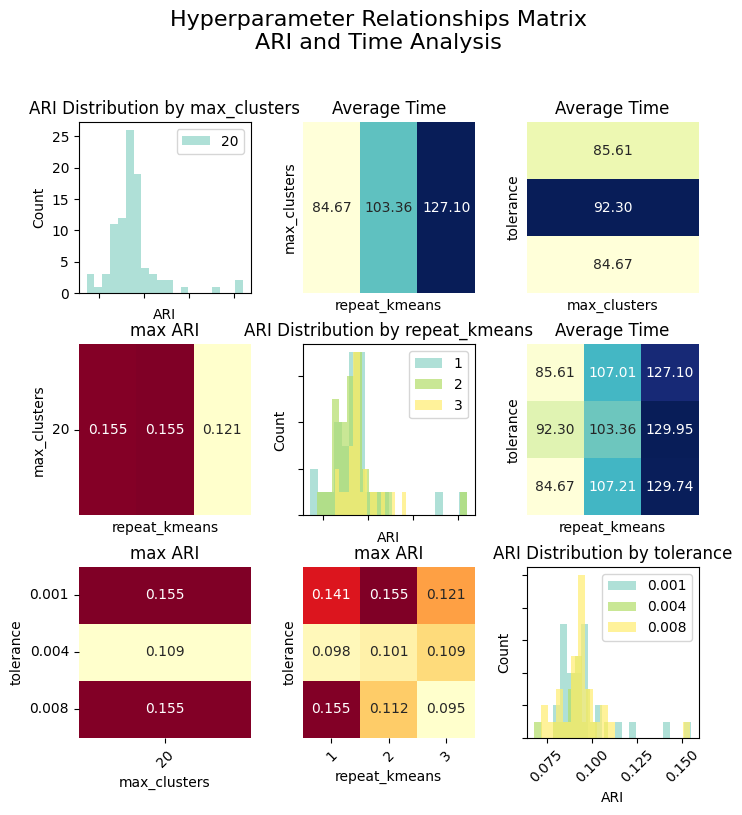 Hyperparameter Relationships Matrix
ARI and Time Analysis
ARI Distribution by max_clusters
Average Time
Average Time
25
20
15
10
5
0
Count
20
ARI
max_clusters
84.67 103.36 127.10
repeat_kmeans
tolerance
85.61
92.30
84.67
max_clusters
max ARI
ARI Distribution by repeat_kmeans
Average Time
max_clusters
20
0.155 0.155 0.121
repeat_kmeans
Count
1
2
3
ARI
tolerance
85.61 107.01 127.10
92.30 103.36 129.95
84.67 107.21 129.74
repeat_kmeans
max ARI
max ARI
ARI Distribution by tolerance
tolerance
0.001
0.004
0.008
0.155
0.109
0.155
20
max_clusters
tolerance
0.141 0.155 0.121
0.098 0.101 0.109
0.155 0.112 0.095
1 2 3
repeat_kmeans
Count
0.001
0.004
0.008
0.075 0.100 0.125 0.150
ARI